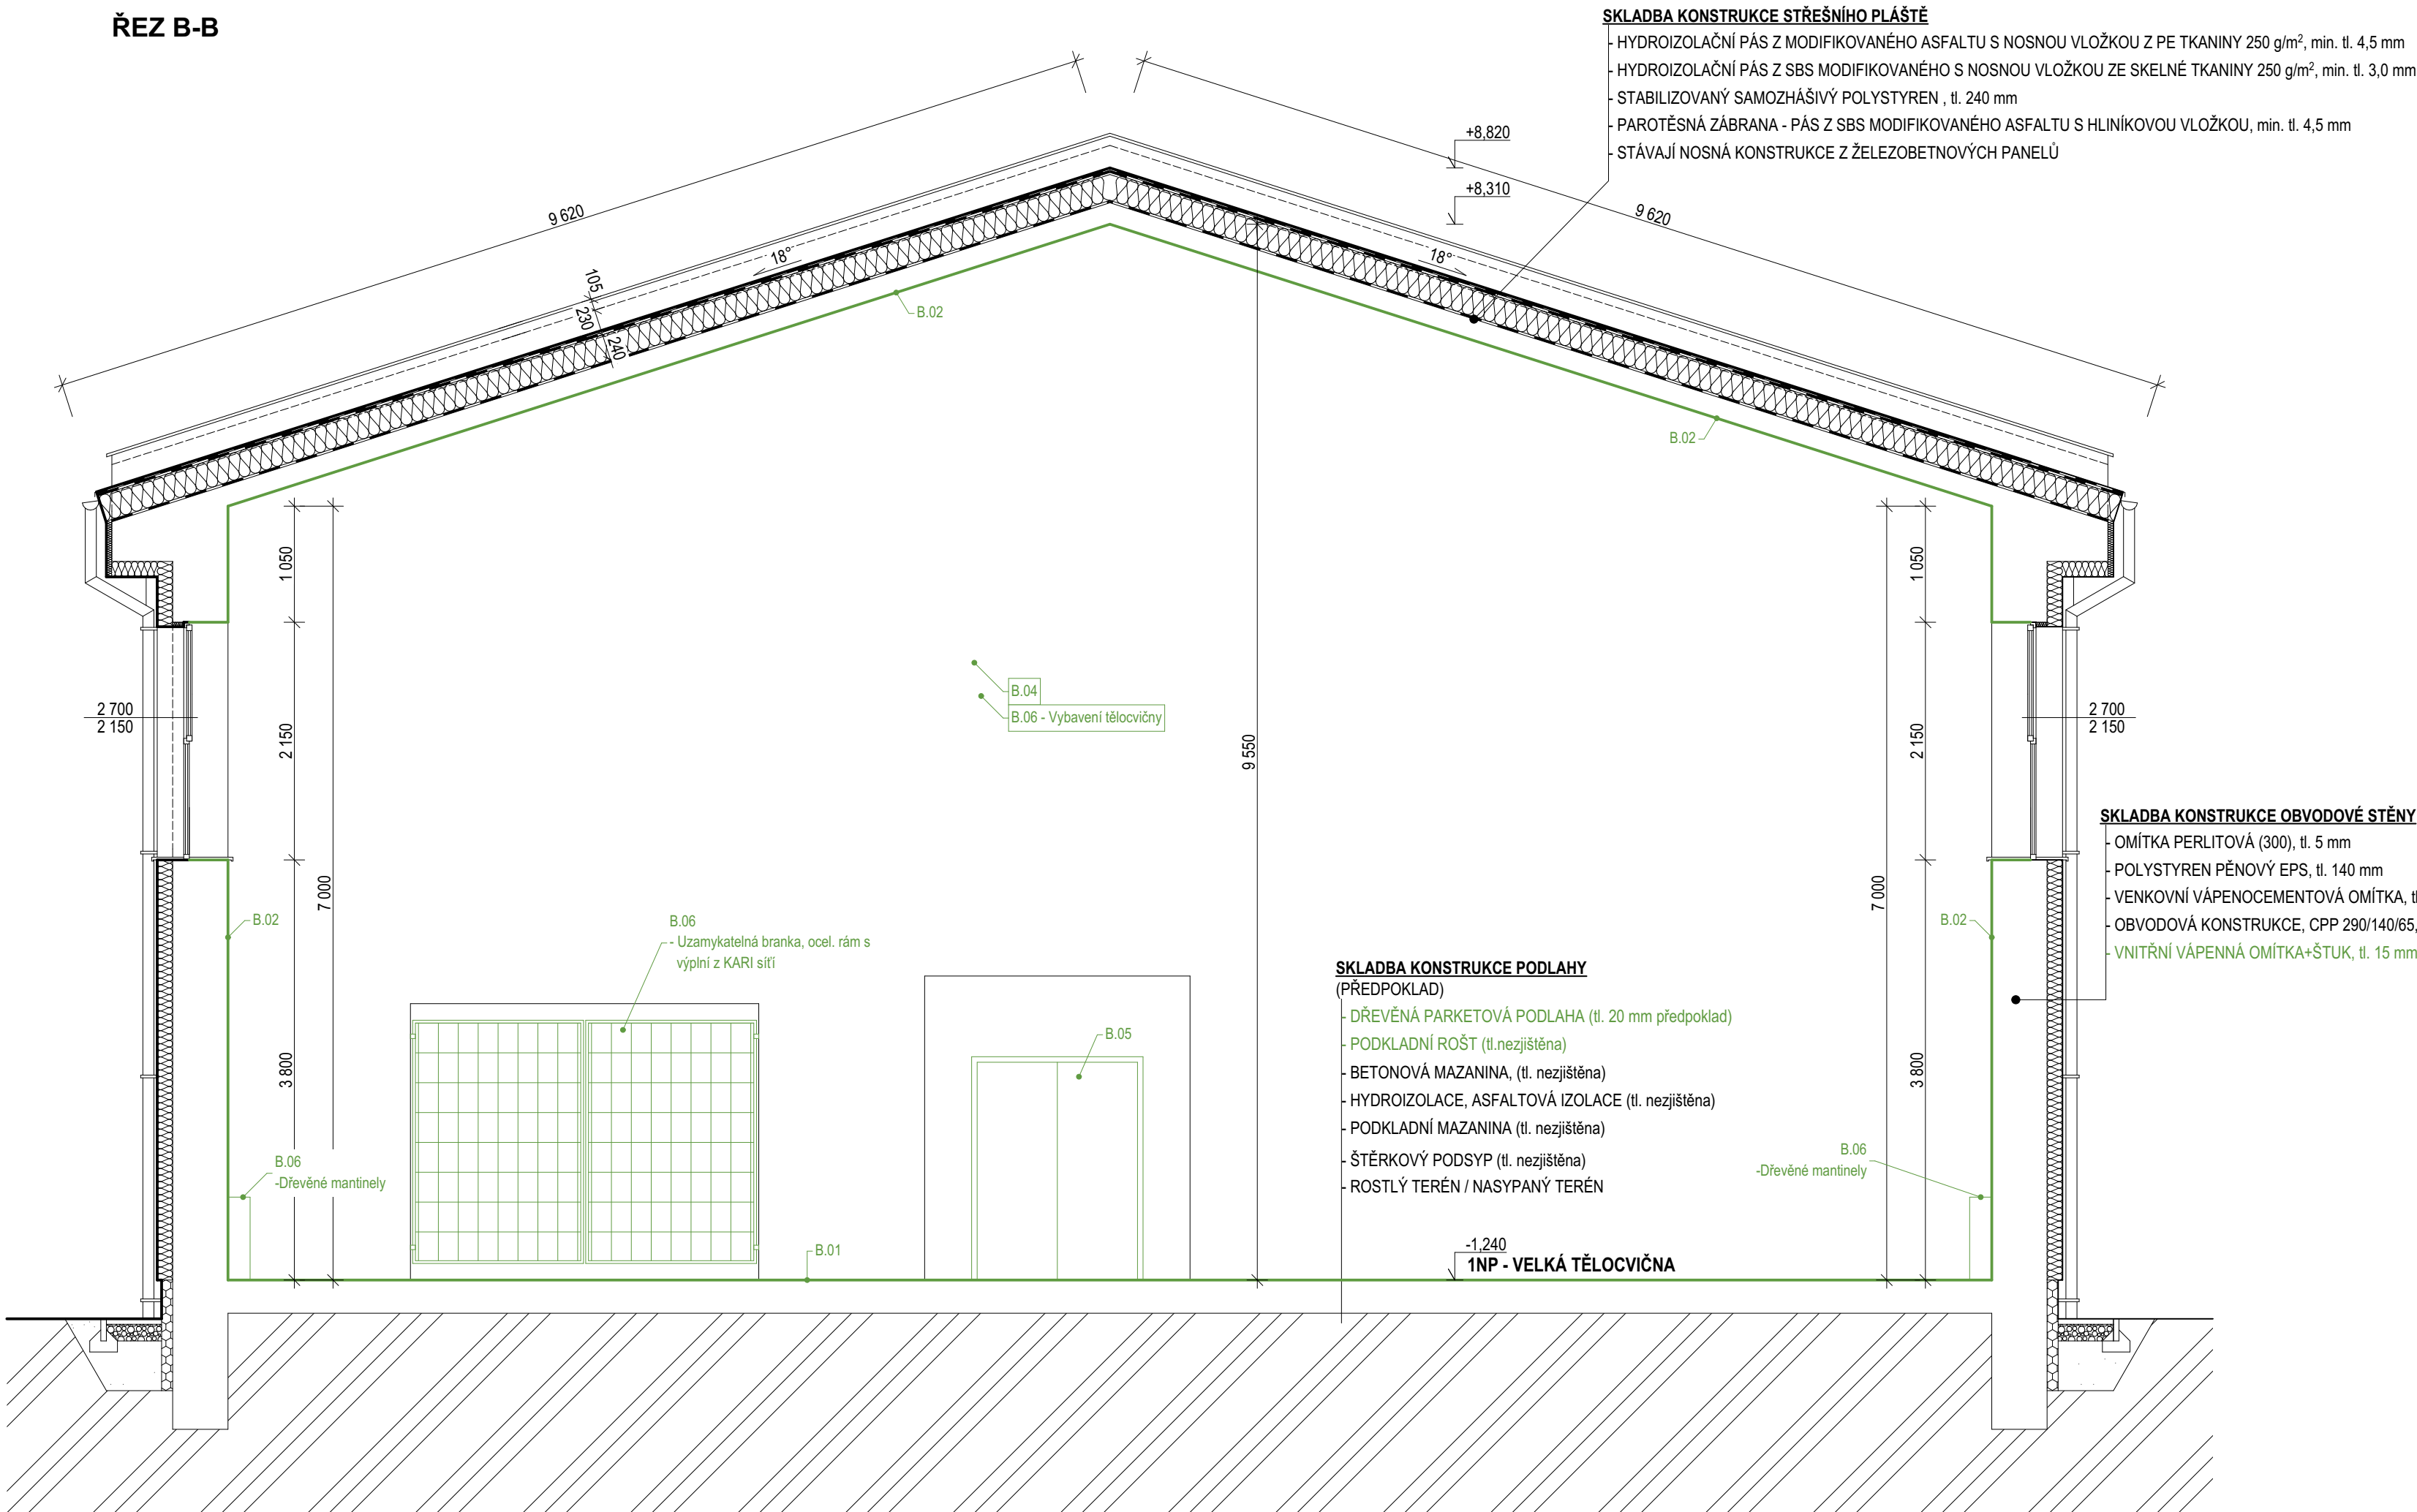 ŘEZ B-B
SKLADBA KONSTRUKCE STŘEŠNÍHO PLÁŠTĚ
- HYDROIZOLAČNÍ PÁS Z MODIFIKOVANÉHO ASFALTU S NOSNOU VLOŽKOU Z PE TKANINY 250 g/m², min. tl. 4,5 mm
- HYDROIZOLAČNÍ PÁS Z SBS MODIFIKOVANÉHO S NOSNOU VLOŽKOU ZE SKELNÉ TKANINY 250 g/m², min. tl. 3,0 mm
- STABILIZOVANÝ SAMOZHÁŠIVÝ POLYSTYREN , tl. 240 mm
- PAROTĚSNÁ ZÁBRANA - PÁS Z SBS MODIFIKOVANÉHO ASFALTU S HLINÍKOVOU VLOŽKOU, min. tl. 4,5 mm
- STÁVAJÍ NOSNÁ KONSTRUKCE Z ŽELEZOBETNOVÝCH PANELŮ
+8,820
+8,310
9 620
9 620
18°
18°
105
230
240
B.02
B.02
1 050
1 050
2 700
2 150
2 150
7 000
3 800
B.04
B.06 - Vybavení tělocvičny
9 550
2 700
2 150
2 150
7 000
3 800
SKLADBA KONSTRUKCE OBVODOVÉ STĚNY
- OMÍTKA PERLITOVÁ (300), tl. 5 mm
- POLYSTYREN PĚNOVÝ EPS, tl. 140 mm
- VENKOVNÍ VÁPENOCEMENTOVÁ OMÍTKA, tl
- OBVODOVÁ KONSTRUKCE, CPP 290/140/65,
- VNITŘNÍ VÁPENNÁ OMÍTKA+ŠTUK, tl. 15 mm
B.02
B.02
B.06
- Uzamykatelná branka, ocel. rám s
výplní z KARI sítí
B.05
SKLADBA KONSTRUKCE PODLAHY
(PŘEDPOKLAD)
- DŘEVĚNÁ PARKETOVÁ PODLAHA (tl. 20 mm předpoklad)
- PODKLADNÍ ROŠT (tl.nezjištěna)
- BETONOVÁ MAZANINA, (tl. nezjištěna)
- HYDROIZOLACE, ASFALTOVÁ IZOLACE (tl. nezjištěna)
- PODKLADNÍ MAZANINA (tl. nezjištěna)
- ŠTĚRKOVÝ PODSYP (tl. nezjištěna)
- ROSTLÝ TERÉN / NASYPANÝ TERÉN
B.06
-Dřevěné mantinely
B.06
-Dřevěné mantinely
B.01
-1,240
1NP - VELKÁ TĚLOCVIČNA